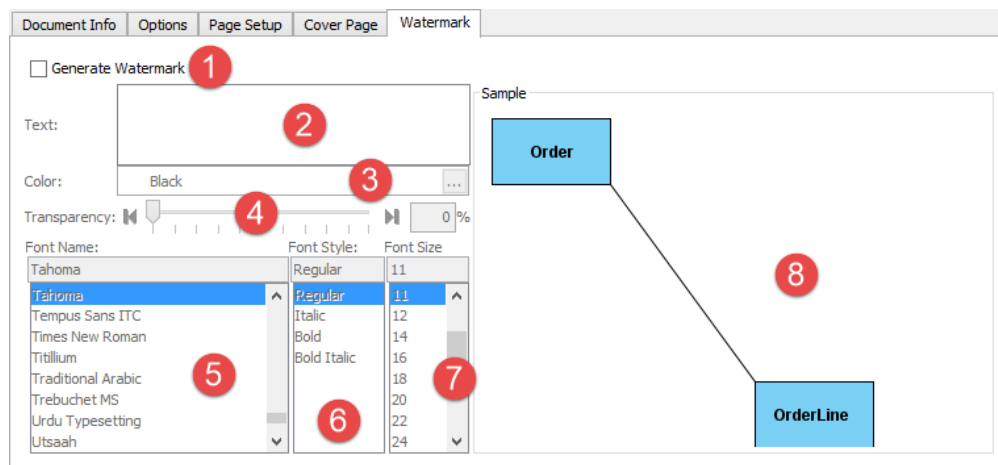 Document Info Options Page Setup Cover Page Watermark
Generate Watermark 1
Text: 2
Color: Black 3 ...
Transparency: 4 0 %
Font Name: Font Style: Font Size
Tahoma Regular 11
Tahoma Regular 11
Tempus Sans ITC Italic 12
Times New Roman Bold 14
Titillium Bold Italic 16
Traditional Arabic 18
Trebuchet MS 20
Urdu Typesetting 22
Utsaah 24
5
6
7
Sample
Order
8
OrderLine